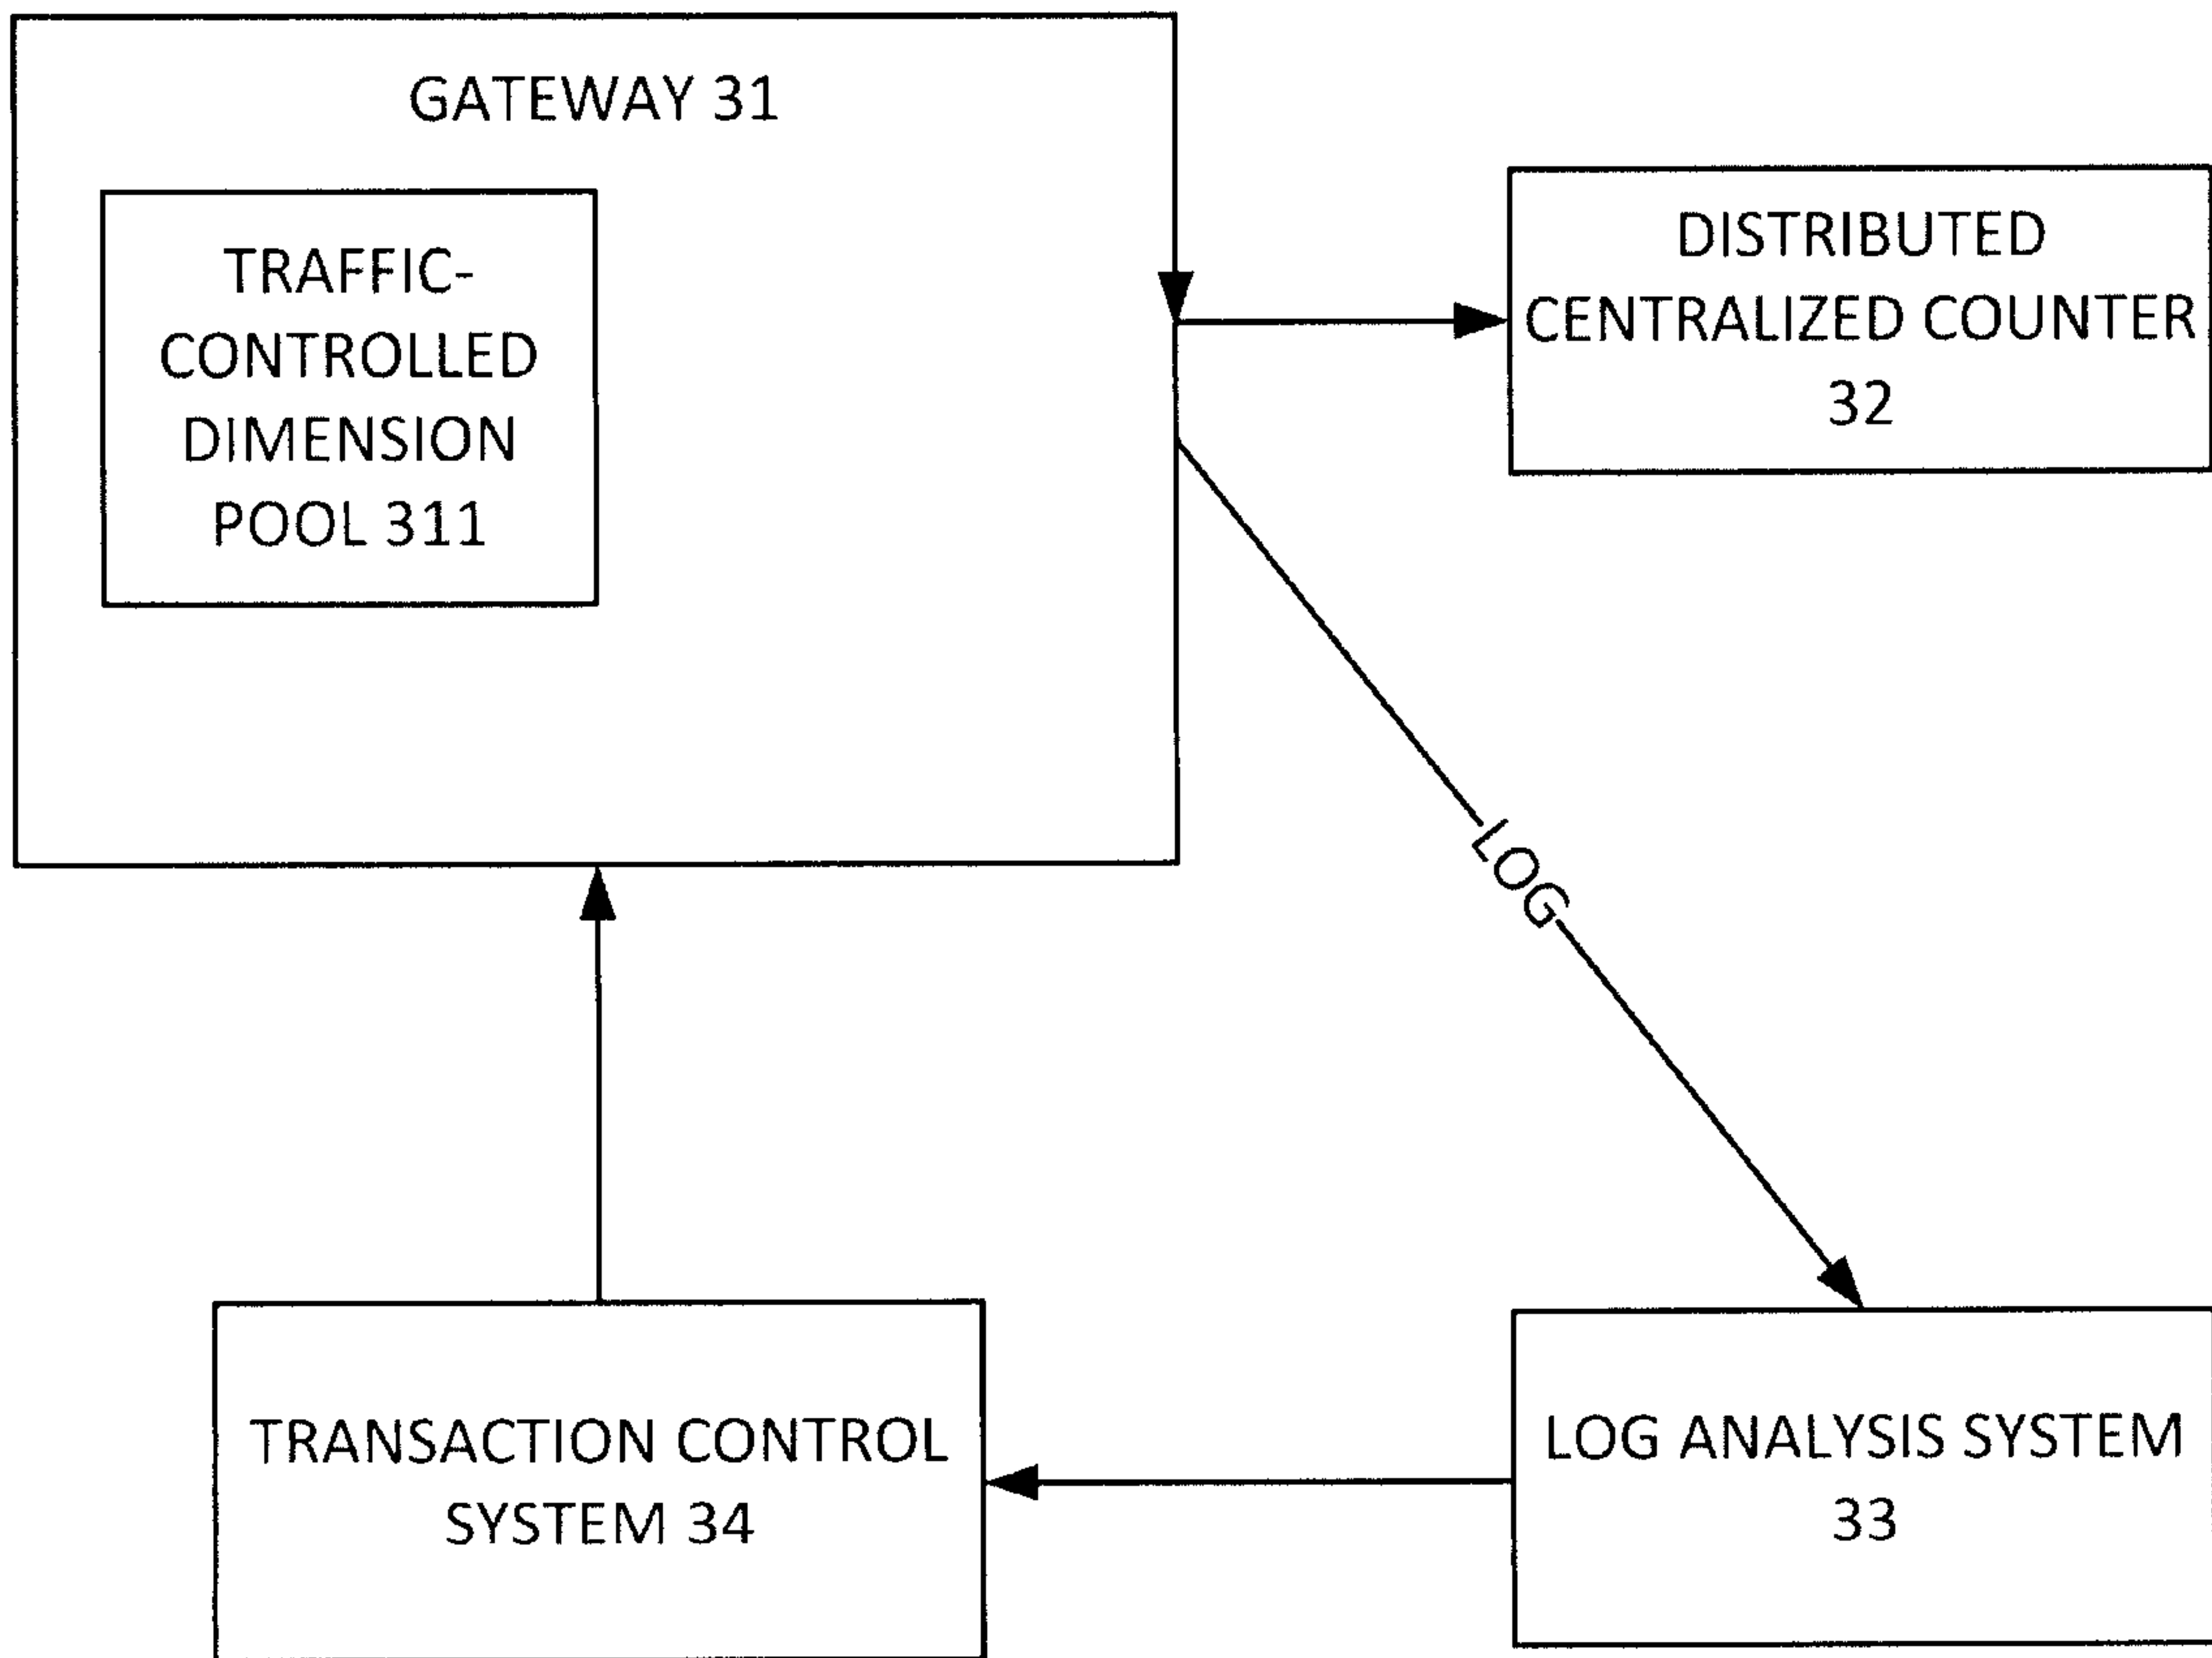 GATEWAY 31
TRAFFIC-
CONTROLLED
DIMENSION
POOL 311
DISTRIBUTED
CENTRALIZED COUNTER
32
LOG
TRANSACTION CONTROL
SYSTEM 34
LOG ANALYSIS SYSTEM
33